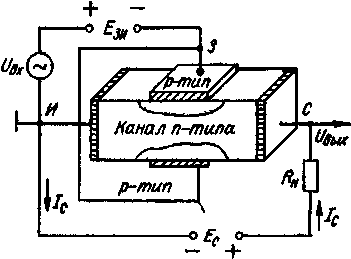 + E_ЗИ −
U_вх
З
р-тип
И
С
Канал n-типа
U_вых
р-тип
R_н
I_С
I_С
E_С
− +